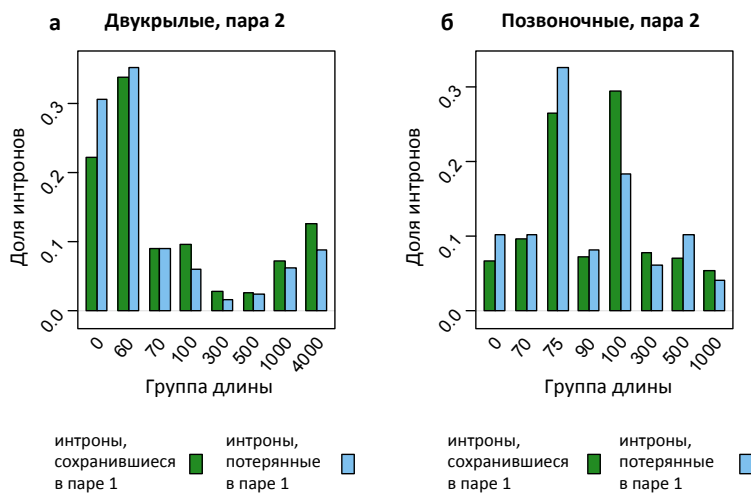 а Двукрылые, пара 2
Доля интронов
0.3
0.2
0.1
0.0
0 60 70 100 300 500 1000 4000
Группа длины
интроны,
сохранившиеся
в паре 1
интроны,
потерянные
в паре 1
б Позвоночные, пара 2
Доля интронов
0.3
0.2
0.1
0.0
0 70 75 90 100 300 500 1000
Группа длины
интроны,
сохранившиеся
в паре 1
интроны,
потерянные
в паре 1